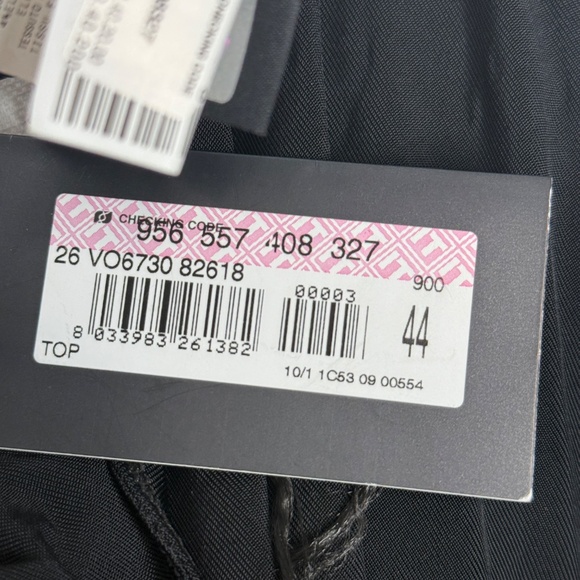 CHECKING CODE
956 557 408 327
26 VO6730 82618
900
00003
44
8 033983 261382
TOP
10/1 1C53 09 00554